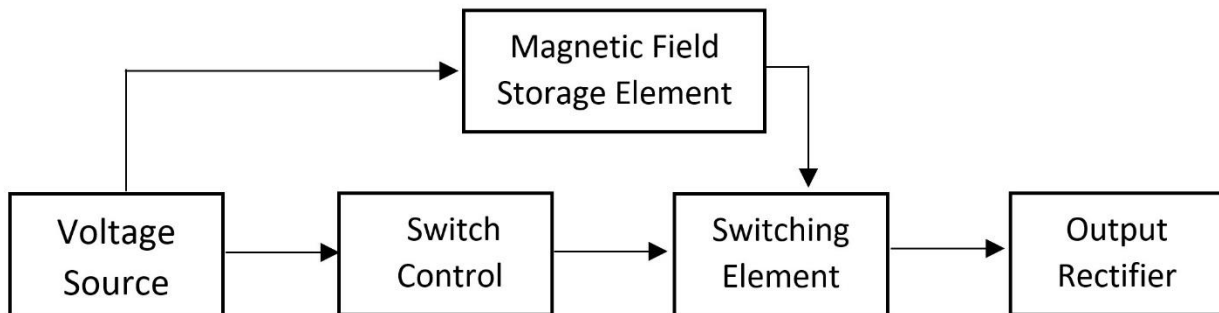 Magnetic Field
Storage Element
Voltage
Source
Switch
Control
Switching
Element
Output
Rectifier